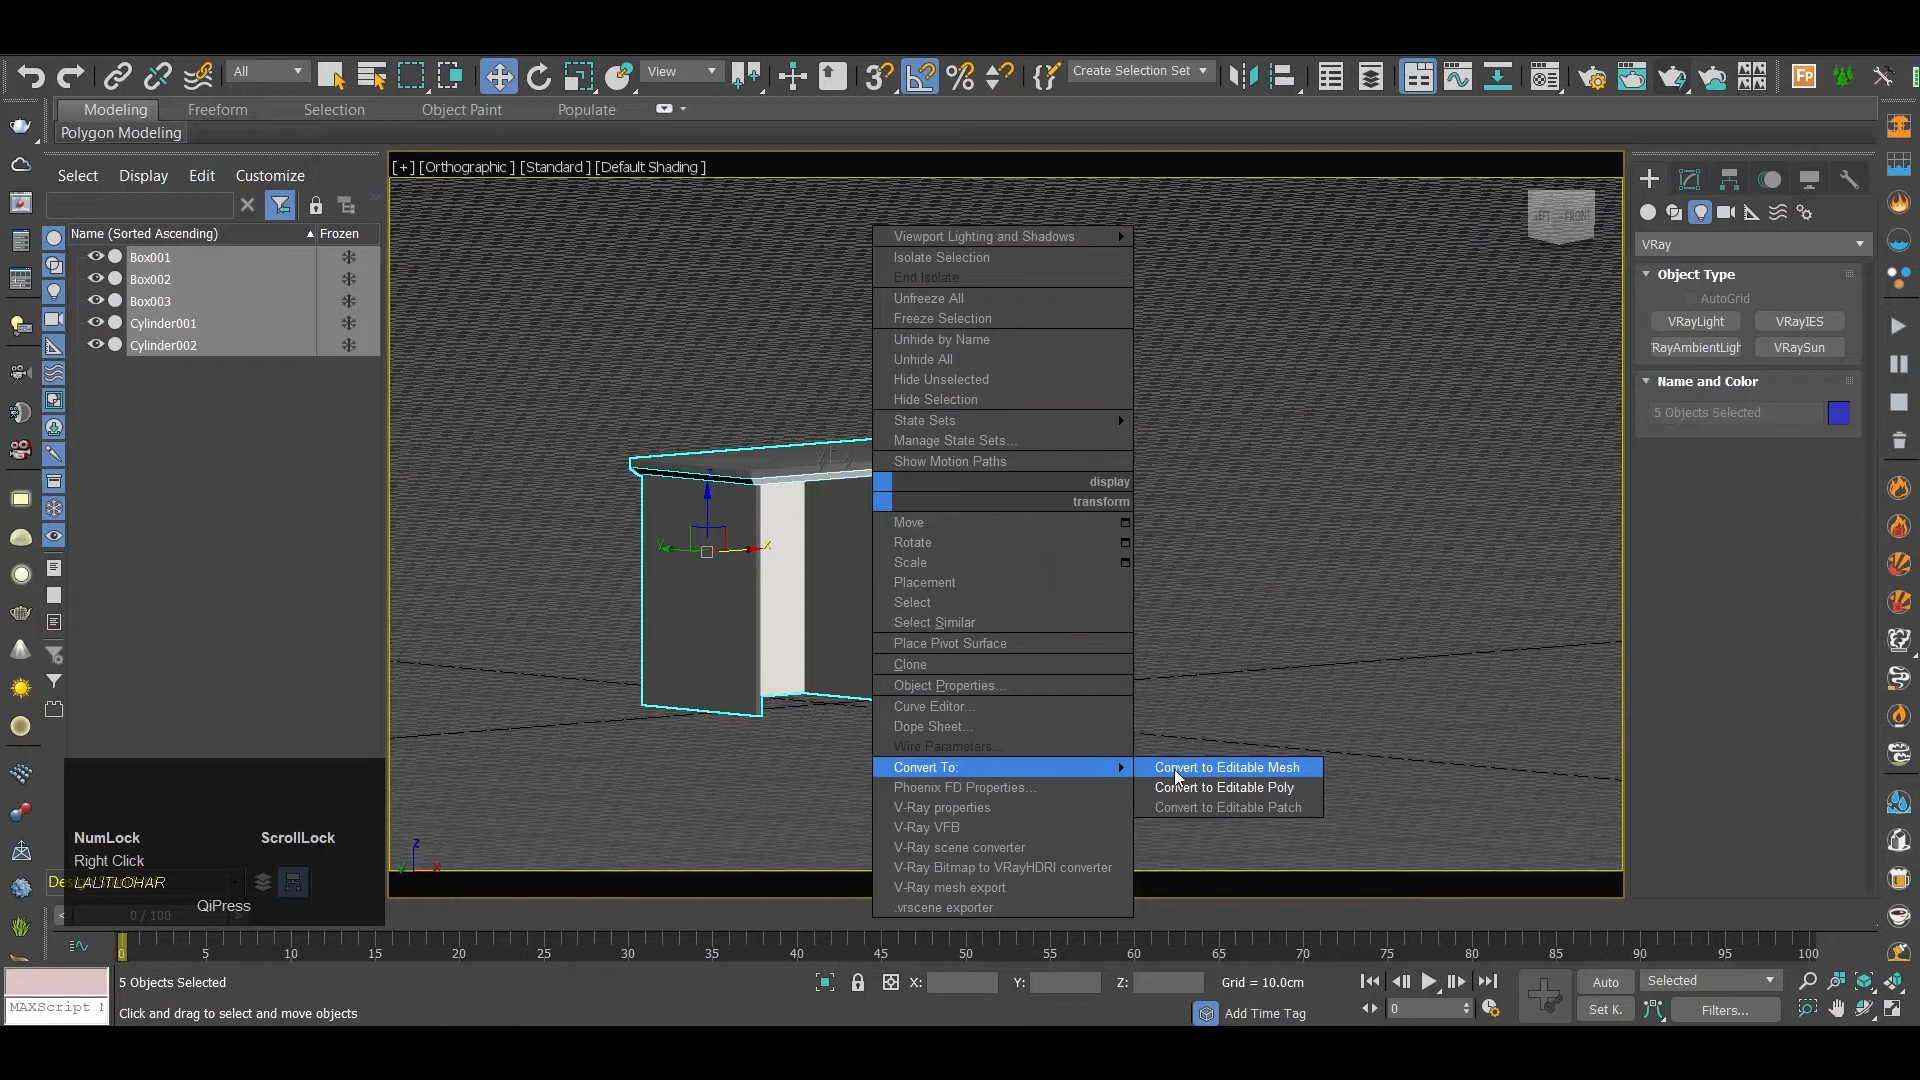 All
View
Create Selection Set
Fp
Modeling
Freeform
Selection
Object Paint
Populate
Polygon Modeling
Select
Display
Edit
Customize
Name (Sorted Ascending)
Frozen
Box001
Box002
Box003
Cylinder001
Cylinder002
[+] [Orthographic ] [Standard ] [Default Shading ]
LEFT
FRONT
Viewport Lighting and Shadows
Isolate Selection
End Isolate
Unfreeze All
Freeze Selection
Unhide by Name
Unhide All
Hide Unselected
Hide Selection
State Sets
Manage State Sets...
Show Motion Paths
display
transform
Move
Rotate
Scale
Placement
Select
Select Similar
Place Pivot Surface
Clone
Object Properties...
Curve Editor...
Dope Sheet...
Wire Parameters...
Convert To:
Phoenix FD Properties...
V-Ray properties
V-Ray VFB
V-Ray scene converter
V-Ray Bitmap to VRayHDRI converter
V-Ray mesh export
.vrscene exporter
Convert to Editable Mesh
Convert to Editable Poly
Convert to Editable Patch
VRay
Object Type
AutoGrid
VRayLight
VRayIES
RayAmbientLigh
VRaySun
Name and Color
5 Objects Selected
NumLock
ScrollLock
Right Click
LALITLOHAR
QiPress
0 / 100
0 5 10 15 20 25 30 35 40 45 50 55 60 65 70 75 80 85 90 95 100
5 Objects Selected
X:
Y:
Z:
Grid = 10.0cm
Auto
Selected
MAXScript
Click and drag to select and move objects
Add Time Tag
0
Set K.
Filters...